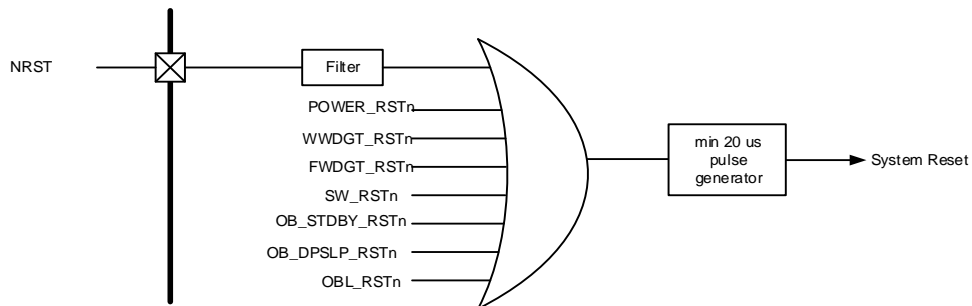 NRST
Filter
POWER_RSTn
WWDGT_RSTn
FWDGT_RSTn
SW_RSTn
OB_STDBY_RSTn
OB_DPSLP_RSTn
OBL_RSTn
min 20 us
pulse
generator
System Reset